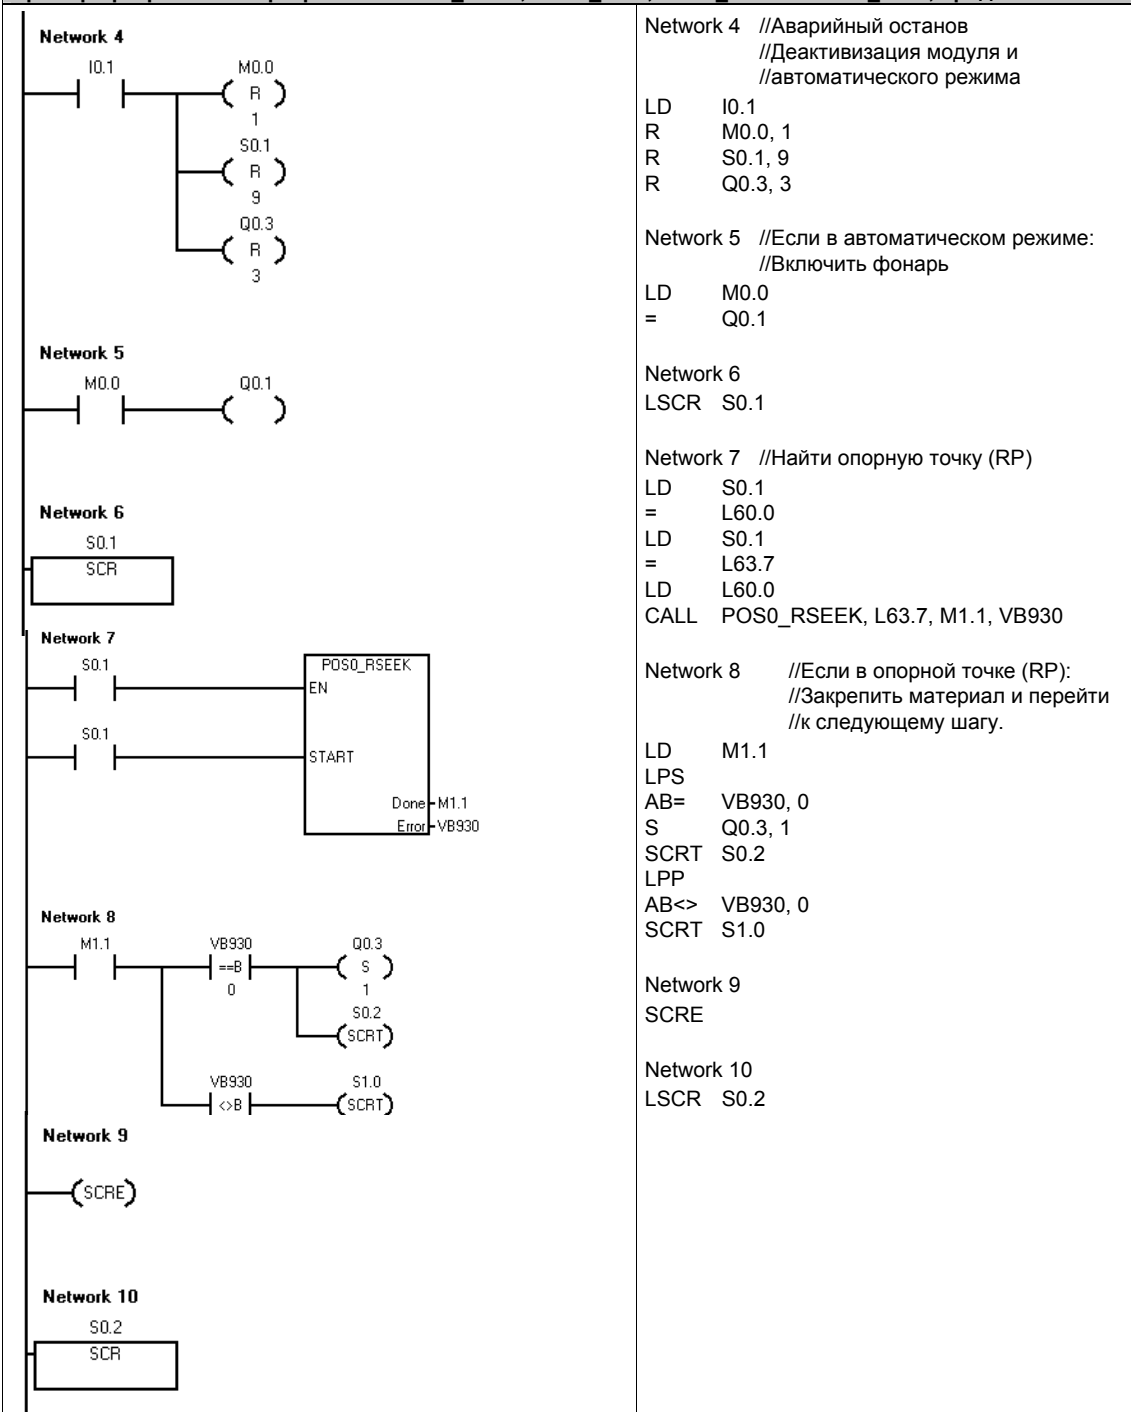 Network 4
I0.1
M0.0
R
1
S0.1
R
9
Q0.3
R
3
Network 5
M0.0
Q0.1
Network 6
S0.1
SCR
Network 7
S0.1
POS0_RSEEK
EN
S0.1
START
Done
M1.1
Error
VB930
Network 8
M1.1
VB930
Q0.3
==B
S
0
1
S0.2
SCRT
VB930
S1.0
<>B
SCRT
Network 9
SCRE
Network 10
S0.2
SCR
Network 4 //Аварийный останов
//Деактивизация модуля и
//автоматического режима
LD I0.1
R M0.0, 1
R S0.1, 9
R Q0.3, 3
Network 5 //Если в автоматическом режиме:
//Включить фонарь
LD M0.0
= Q0.1
Network 6
LSCR S0.1
Network 7 //Найти опорную точку (RP)
LD S0.1
= L60.0
LD S0.1
= L63.7
LD L60.0
CALL POS0_RSEEK, L63.7, M1.1, VB930
Network 8 //Если в опорной точке (RP):
//Закрепить материал и перейти
//к следующему шагу.
LD M1.1
LPS
AB= VB930, 0
S Q0.3, 1
SCRT S0.2
LPP
AB<> VB930, 0
SCRT S1.0
Network 9
SCRE
Network 10
LSCR S0.2